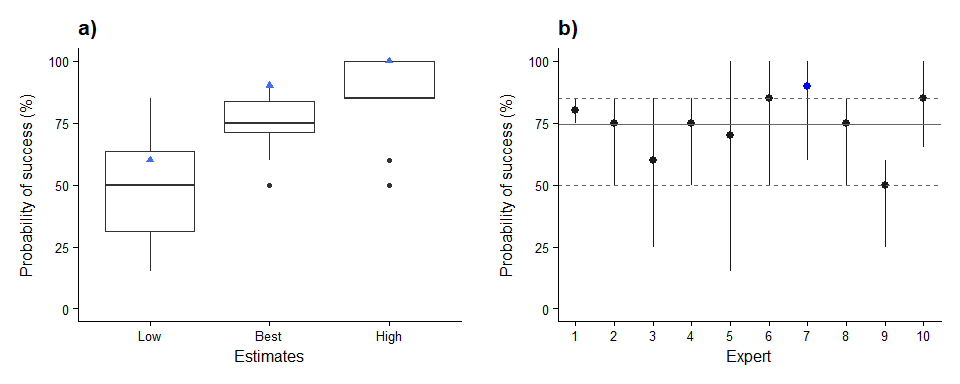 a)
Probability of success (%)
100
75
50
25
0
Low Best High
Estimates
b)
Probability of success (%)
100
75
50
25
0
1 2 3 4 5 6 7 8 9 10
Expert